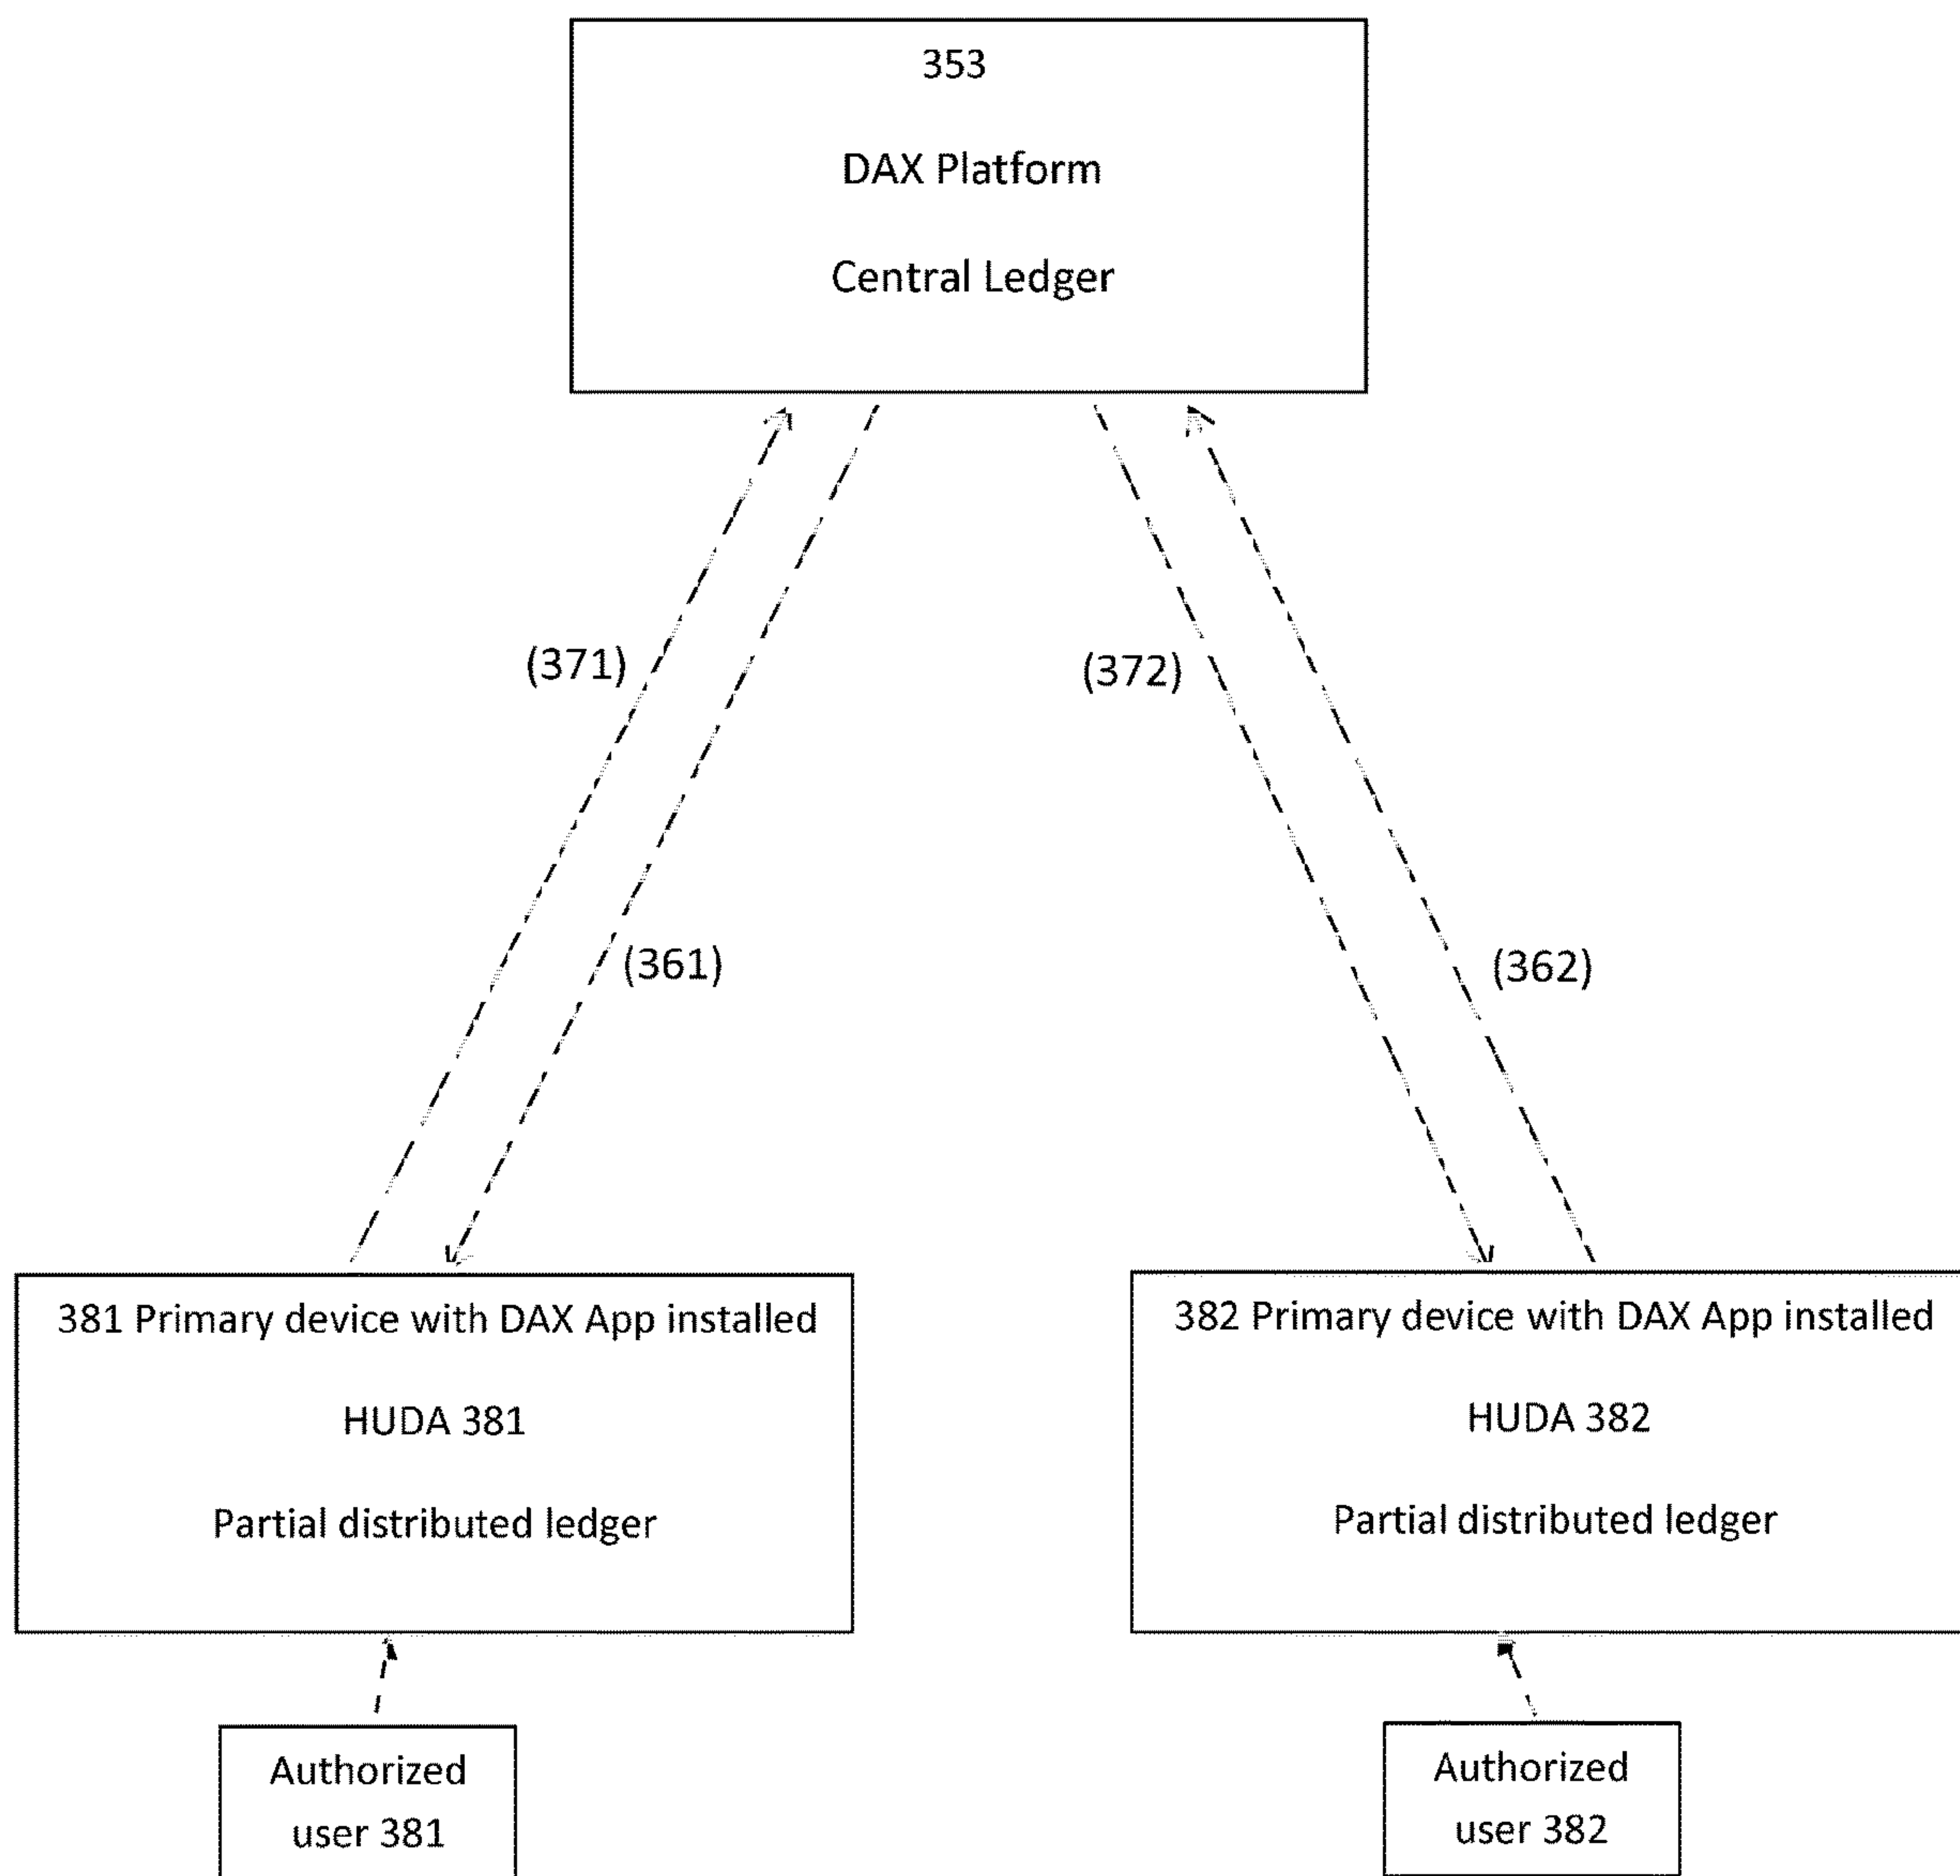 353
DAX Platform
Central Ledger
(371)
(372)
(361)
(362)
381 Primary device with DAX App installed
HUDA 381
Partial distributed ledger
382 Primary device with DAX App installed
HUDA 382
Partial distributed ledger
Authorized
user 381
Authorized
user 382